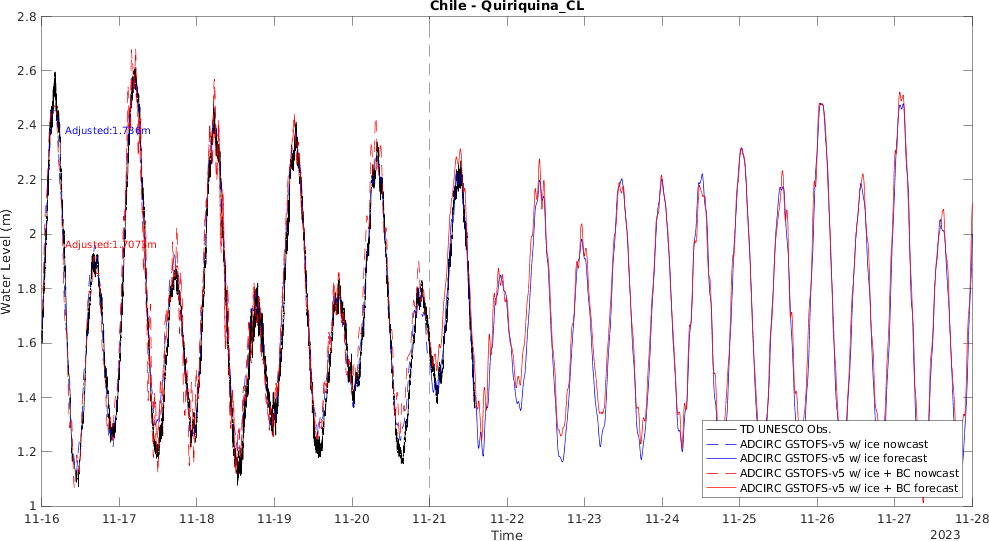 Chile - Quiriquina_CL
2.8
2.6
2.4
2.2
2
1.8
1.6
1.4
1.2
1
Water Level (m)
Adjusted:1.736m
Adjusted:1.7075m
TD UNESCO Obs.
ADCIRC GSTOFS-v5 w/ ice nowcast
ADCIRC GSTOFS-v5 w/ ice forecast
ADCIRC GSTOFS-v5 w/ ice + BC nowcast
ADCIRC GSTOFS-v5 w/ ice + BC forecast
11-16 11-17 11-18 11-19 11-20 11-21 11-22 11-23 11-24 11-25 11-26 11-27 11-28
Time
2023